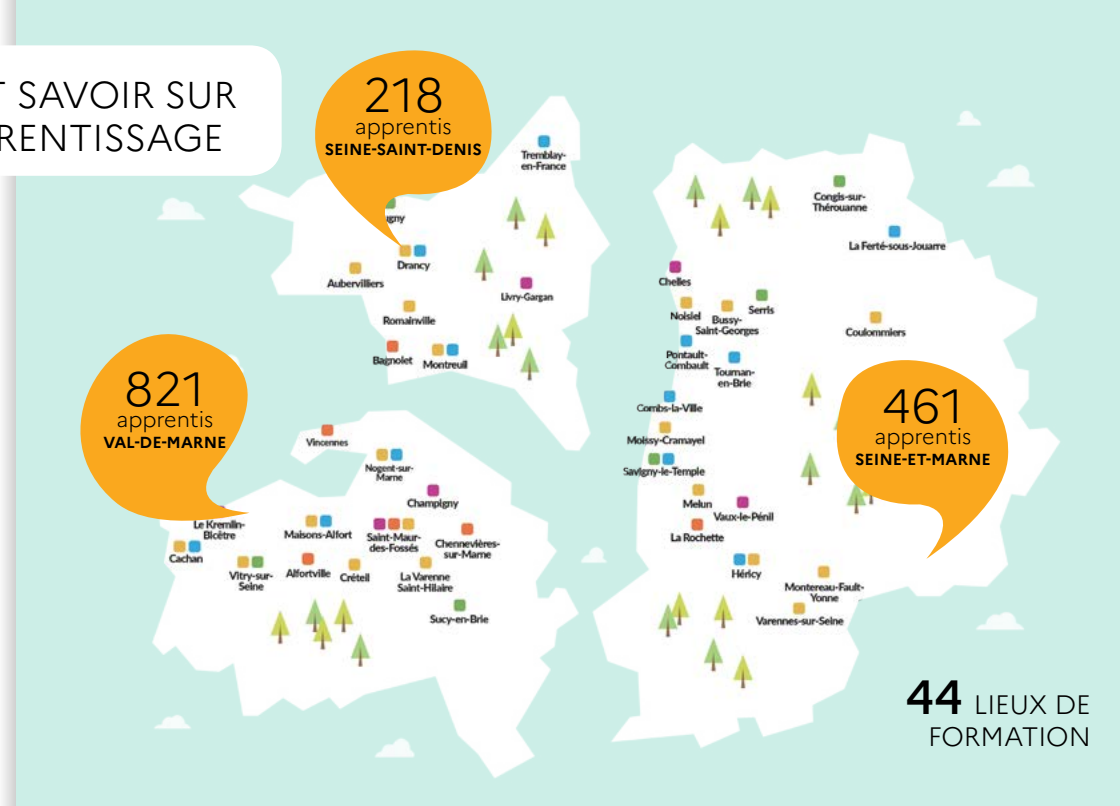 T SAVOIR SUR
RENTISSAGE
218
apprentis
SEINE-SAINT-DENIS
Tremblay-
en-France
Drancy
Aubervilliers
Livry-Gargan
Romainville
Bagnolet
Montreuil
Congis-sur-
Thérouanne
La Ferté-sous-Jouarre
Chelles
Noisiel
Bussy-
Saint-Georges
Serris
Coulommiers
Pontault-
Combault
Tournan-
en-Brie
Combs-la-Ville
Moissy-Cramayel
Savigny-le-Temple
Melun
Vaux-le-Pénil
La Rochette
Héricy
Montereau-Fault-
Yonne
Varennes-sur-Seine
461
apprentis
SEINE-ET-MARNE
821
apprentis
VAL-DE-MARNE
Vincennes
Nogent-sur-
Marne
Champigny
Le Kremlin-
Bicêtre
Cachan
Maisons-Alfort
Saint-Maur-
des-Fossés
Chennevières-
sur-Marne
Vitry-sur-
Seine
Alfortville
Créteil
La Varenne
Saint-Hilaire
Sucy-en-Brie
44 LIEUX DE
FORMATION